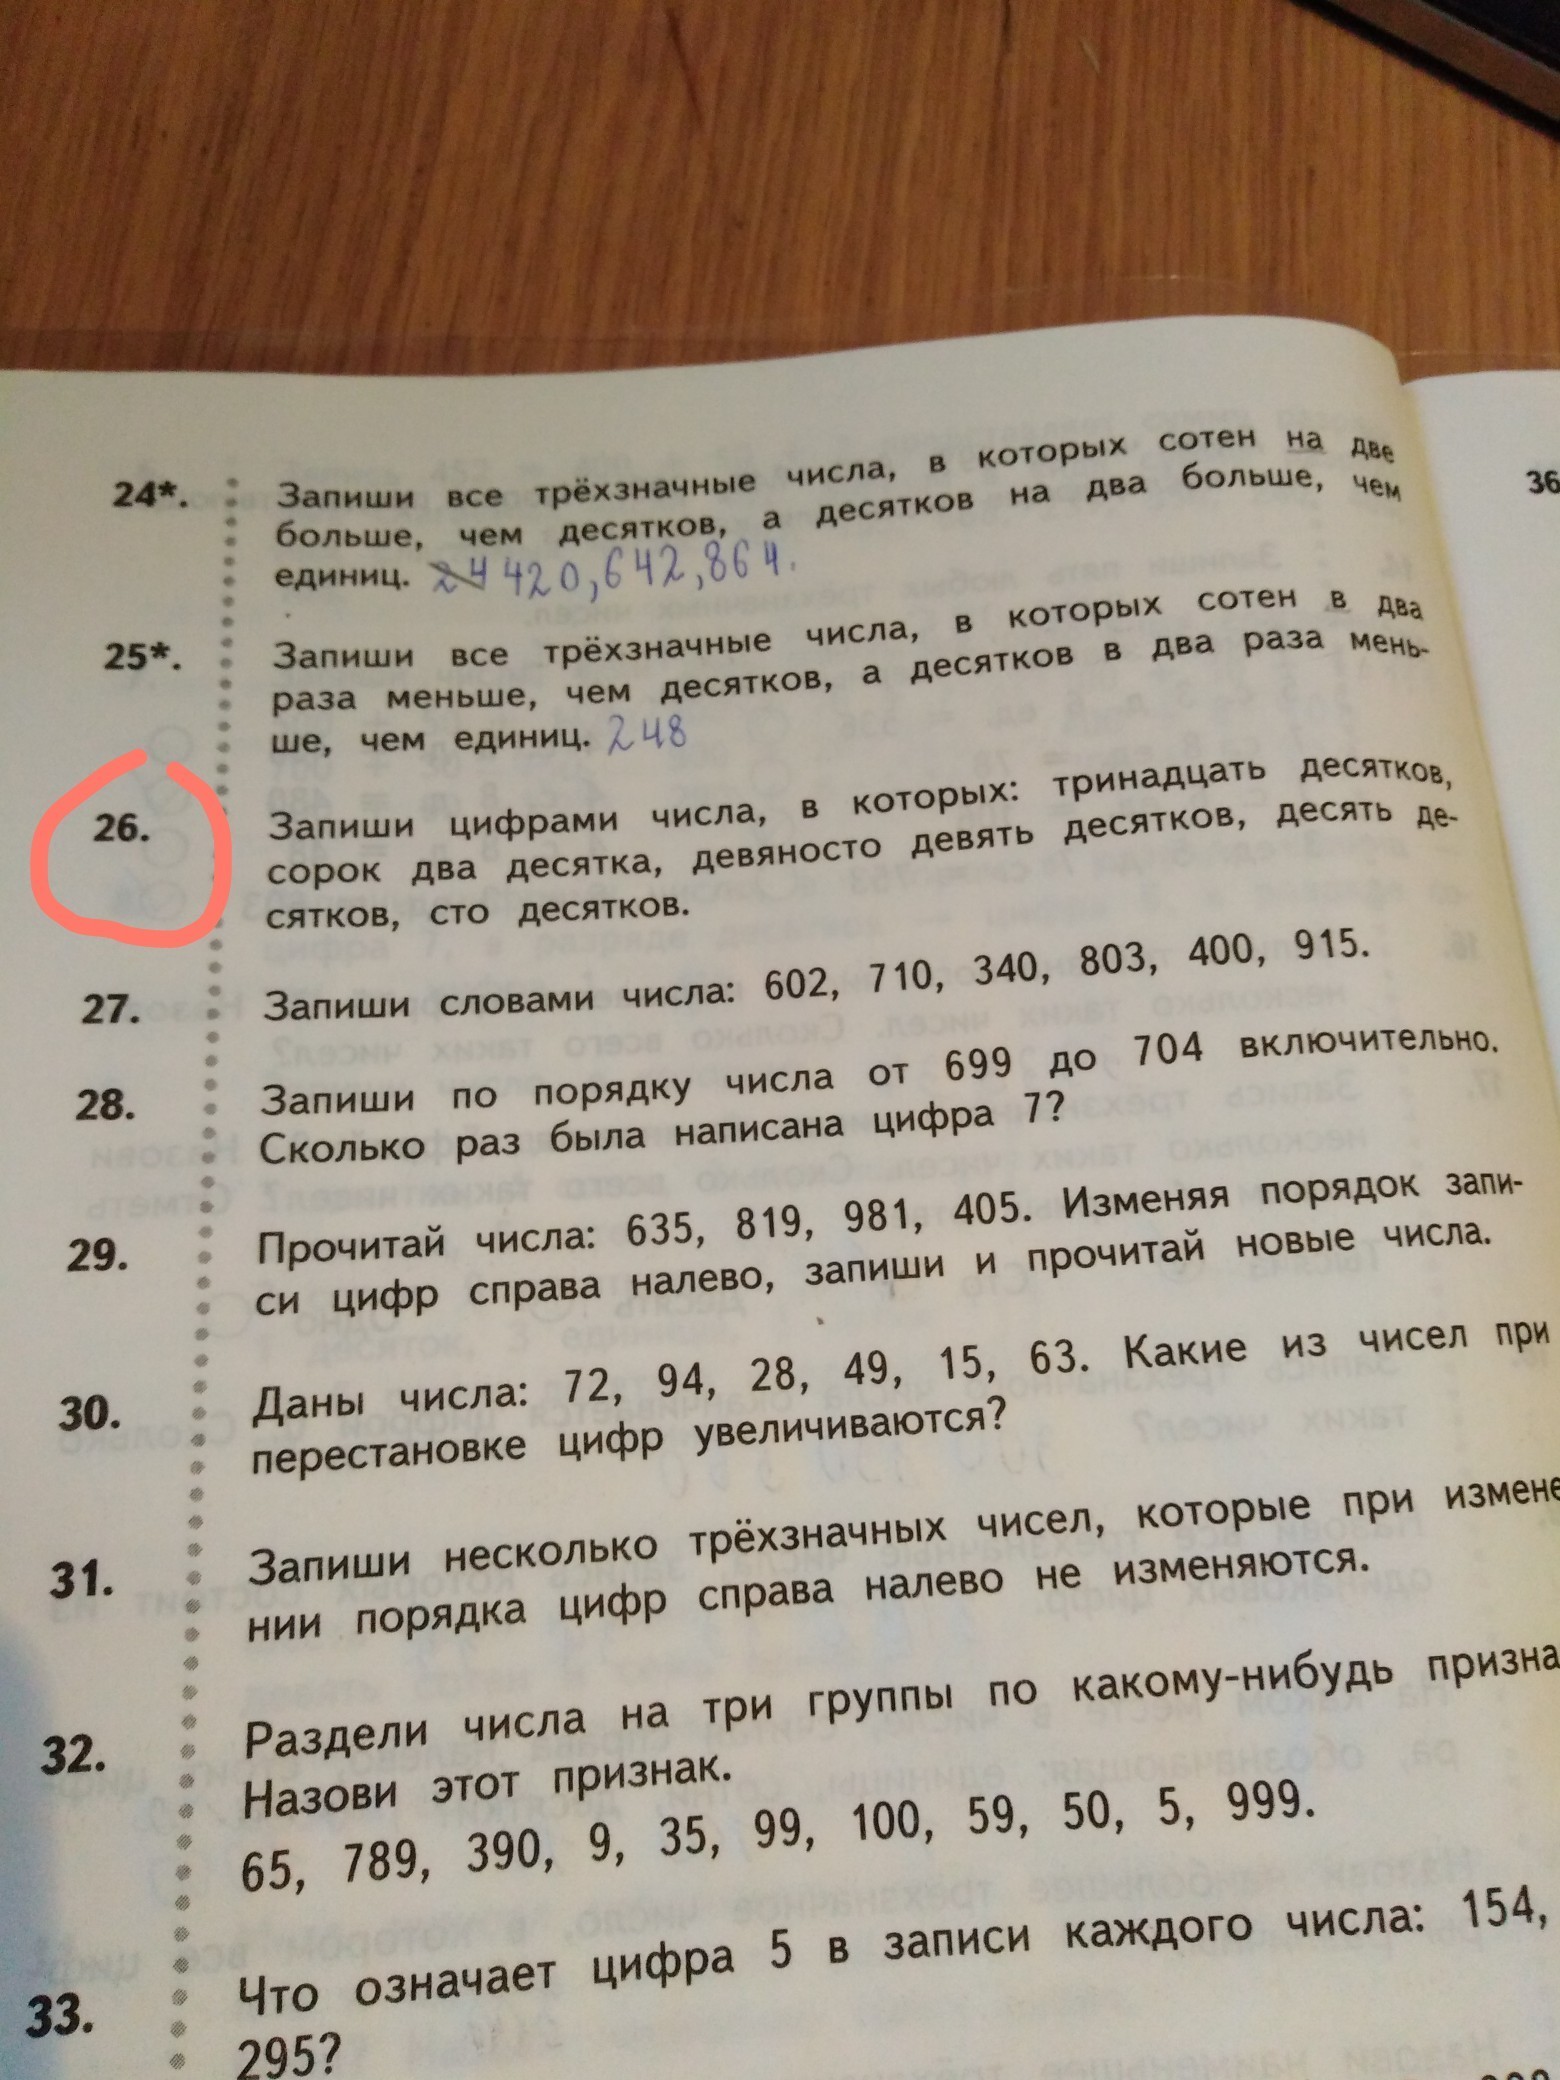 24*. Запиши все трёхзначные числа, в которых сотен на две
больше, чем десятков, а десятков на два больше, чем
единиц. 24 420, 642, 864.
25*. Запиши все трёхзначные числа, в которых сотен в два
раза меньше, чем десятков, а десятков в два раза мень-
ше, чем единиц. 248
26. Запиши цифрами числа, в которых: тринадцать десятков,
сорок два десятка, девяносто девять десятков, десять де-
сятков, сто десятков.
27. Запиши словами числа: 602, 710, 340, 803, 400, 915.
28. Запиши по порядку числа от 699 до 704 включительно.
Сколько раз была написана цифра 7?
29. Прочитай числа: 635, 819, 981, 405. Изменяя порядок запи-
си цифр справа налево, запиши и прочитай новые числа.
30. Даны числа: 72, 94, 28, 49, 15, 63. Какие из чисел при
перестановке цифр увеличиваются?
31. Запиши несколько трёхзначных чисел, которые при измене
нии порядка цифр справа налево не изменяются.
32. Раздели числа на три группы по какому-нибудь призна
Назови этот признак.
65, 789, 390, 9, 35, 99, 100, 59, 50, 5, 999.
33. Что означает цифра 5 в записи каждого числа: 154,
295?
36